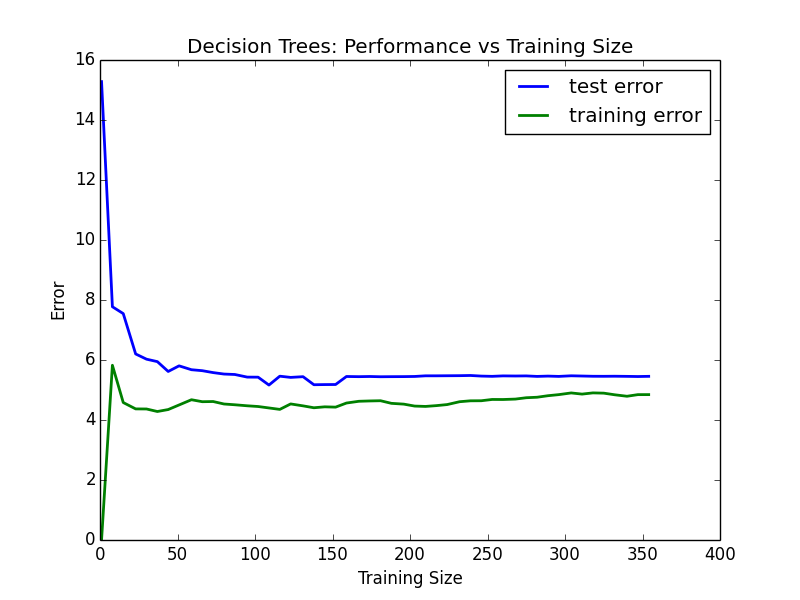 Decision Trees: Performance vs Training Size
test error
training error
16
14
12
10
8
6
4
2
0
Error
0 50 100 150 200 250 300 350 400
Training Size